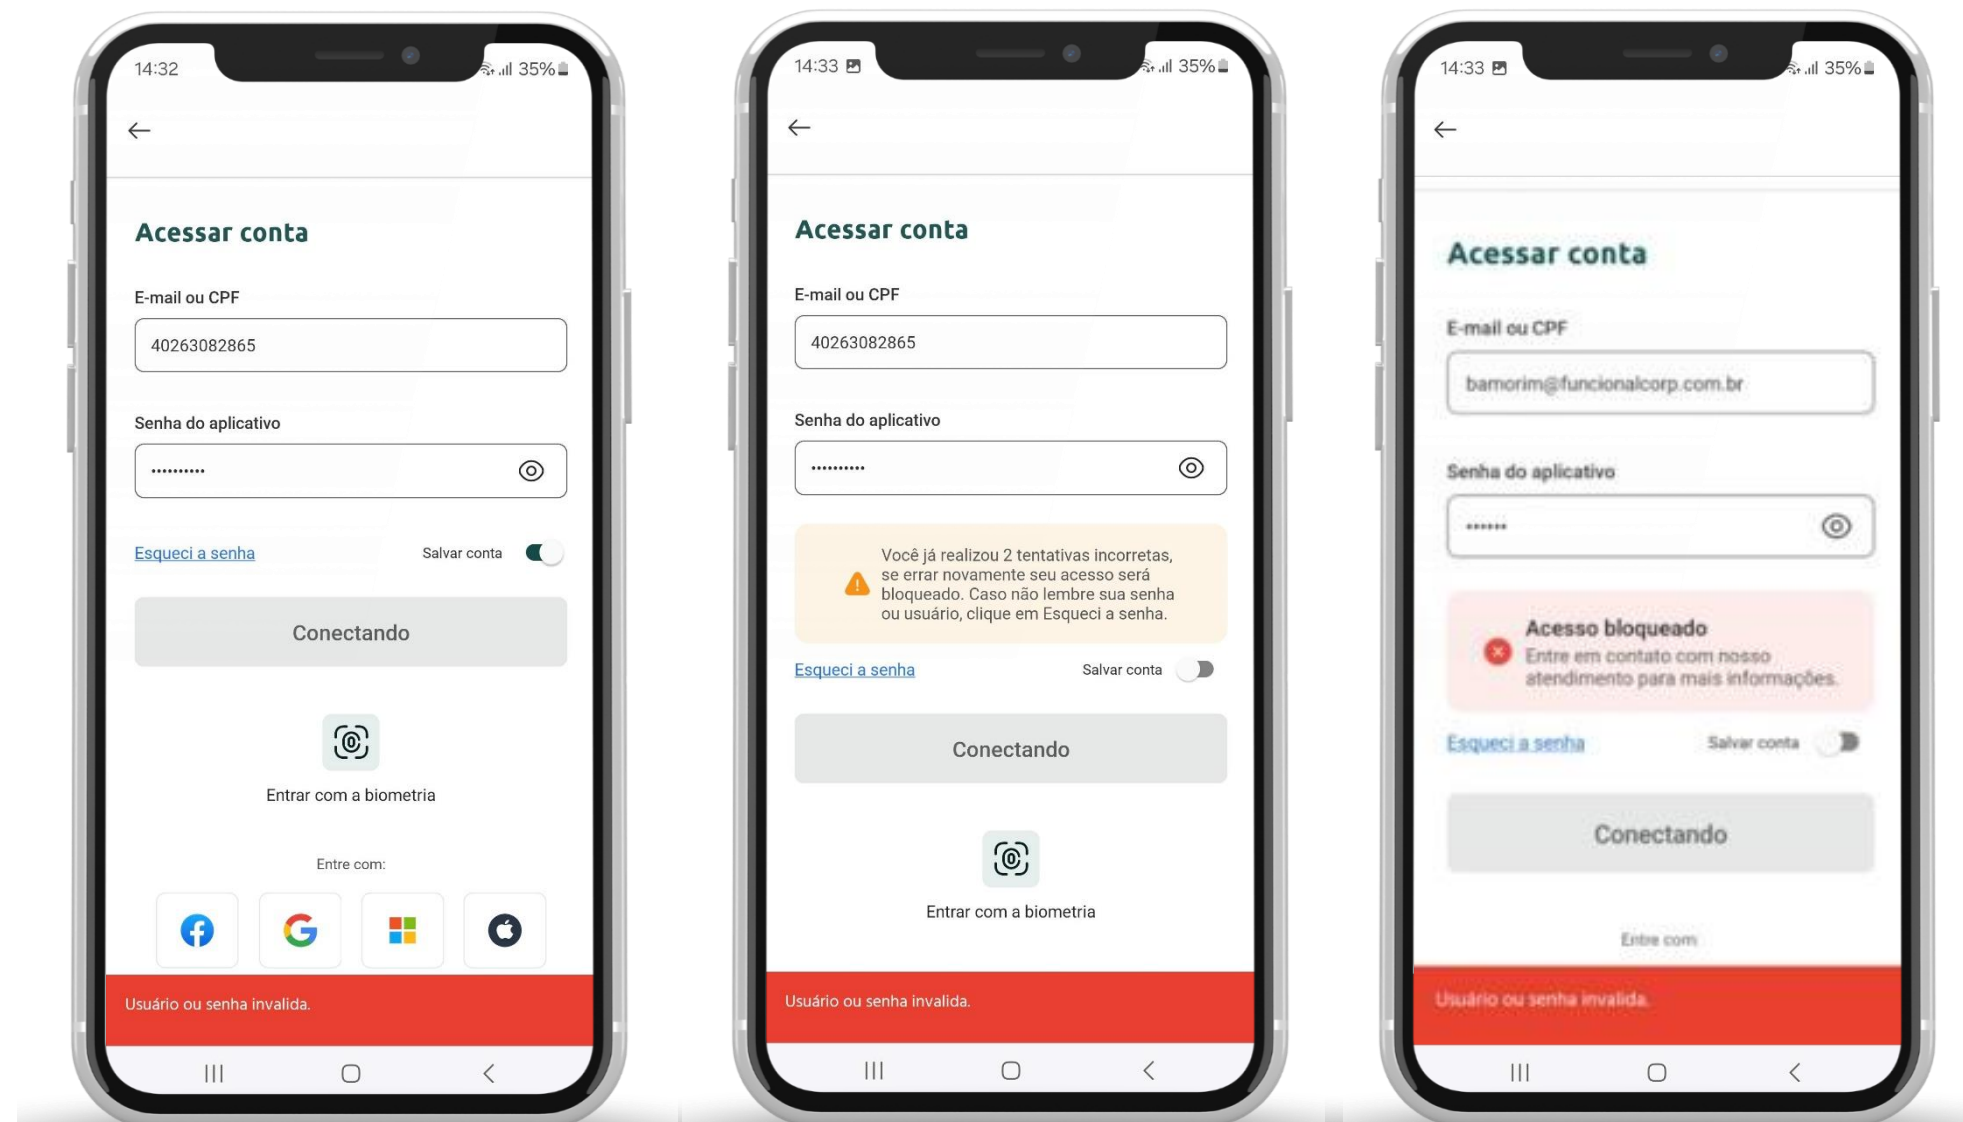 14:32
35%
Acessar conta
E-mail ou CPF
40263082865
Senha do aplicativo
••••••••••
Esqueci a senha
Salvar conta
Conectando
Entrar com a biometria
Entre com:
Usuário ou senha invalida.
14:33
35%
Acessar conta
E-mail ou CPF
40263082865
Senha do aplicativo
••••••••••
Você já realizou 2 tentativas incorretas,
se errar novamente seu acesso será
bloqueado. Caso não lembre sua senha
ou usuário, clique em Esqueci a senha.
Esqueci a senha
Salvar conta
Conectando
Entrar com a biometria
Usuário ou senha invalida.
14:33
35%
Acessar conta
E-mail ou CPF
bamorim@funcionalcorp.com.br
Senha do aplicativo
••••••
Acesso bloqueado
Entre em contato com nosso
atendimento para mais informações.
Esqueci a senha
Salvar conta
Conectando
Entre com
Usuário ou senha invalida.